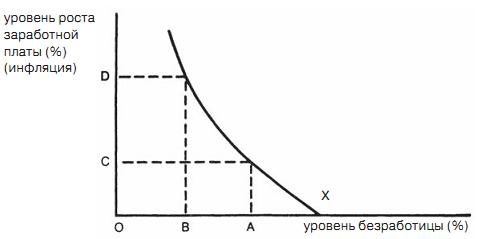 уровень роста
заработной
платы (%)
(инфляция)
D
C
X
O
B
A
уровень безработицы (%)